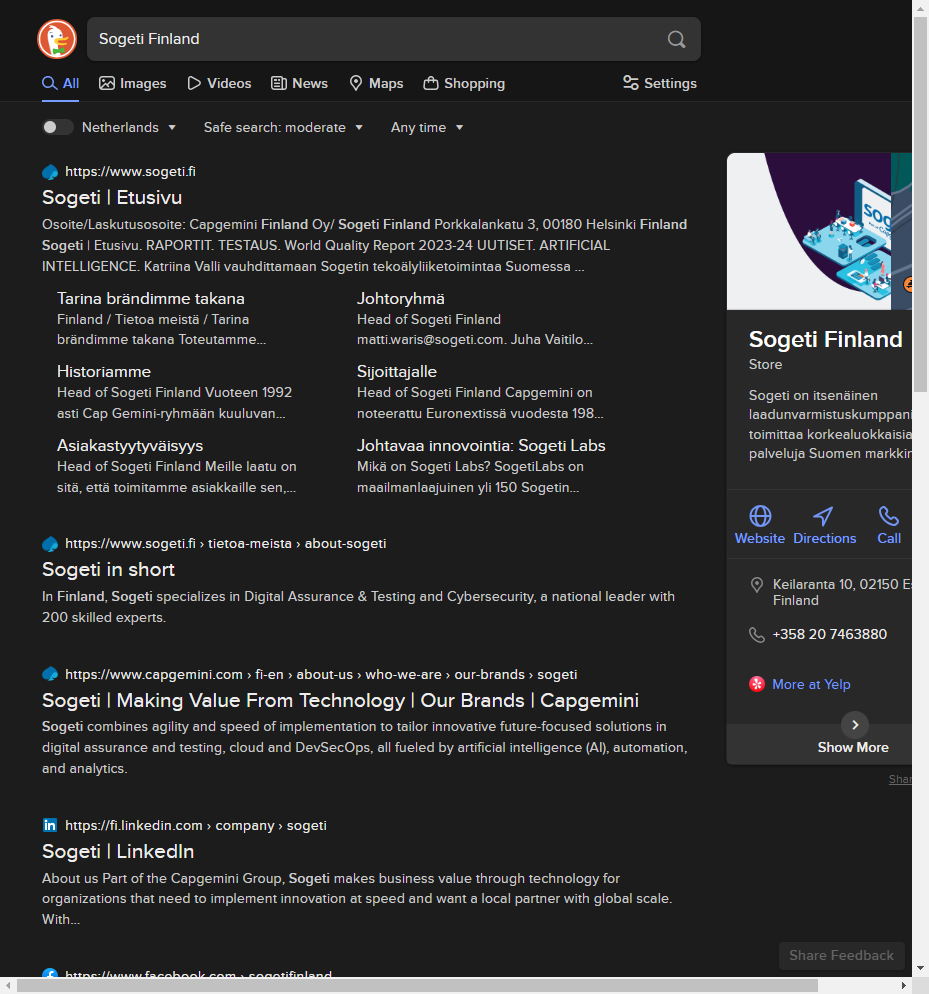 Sogeti Finland
All
Images
Videos
News
Maps
Shopping
Settings
Netherlands
Safe search: moderate
Any time
https://www.sogeti.fi
Sogeti | Etusivu
Osoite/Laskutusosoite: Capgemini Finland Oy/ Sogeti Finland Porkkalankatu 3, 00180 Helsinki Finland
Sogeti | Etusivu. RAPORTIT. TESTAUS. World Quality Report 2023-24 UUTISET. ARTIFICIAL
INTELLIGENCE. Katriina Valli vauhdittamaan Sogetin tekoälyliiketoimintaa Suomessa ...
Tarina brändimme takana
Finland / Tietoa meistä / Tarina
brändimme takana Toteutamme...
Johtoryhmä
Head of Sogeti Finland
matti.waris@sogeti.com. Juha Vaitilo...
Historiamme
Head of Sogeti Finland Vuoteen 1992
asti Cap Gemini-ryhmään kuuluvan...
Sijoittajalle
Head of Sogeti Finland Capgemini on
noteerattu Euronextissä vuodesta 198...
Asiakastyytyväisyys
Head of Sogeti Finland Meille laatu on
sitä, että toimitamme asiakkaille sen,...
Johtavaa innovointia: Sogeti Labs
Mikä on Sogeti Labs? SogetiLabs on
maailmanlaajuinen yli 150 Sogetin...
https://www.sogeti.fi › tietoa-meista › about-sogeti
Sogeti in short
In Finland, Sogeti specializes in Digital Assurance & Testing and Cybersecurity, a national leader with
200 skilled experts.
https://www.capgemini.com › fi-en › about-us › who-we-are › our-brands › sogeti
Sogeti | Making Value From Technology | Our Brands | Capgemini
Sogeti combines agility and speed of implementation to tailor innovative future-focused solutions in
digital assurance and testing, cloud and DevSecOps, all fueled by artificial intelligence (AI), automation,
and analytics.
https://fi.linkedin.com › company › sogeti
Sogeti | LinkedIn
About us Part of the Capgemini Group, Sogeti makes business value through technology for
organizations that need to implement innovation at speed and want a local partner with global scale.
With...
https://www.facebook.com › sogetifinland
Sogeti Finland
Store
Sogeti on itsenäinen
laadunvarmistuskumppani
toimittaa korkealuokkaisia
palveluja Suomen markkin
Website
Directions
Call
Keilaranta 10, 02150 Es
Finland
+358 20 7463880
More at Yelp
Show More
Shar
Share Feedback